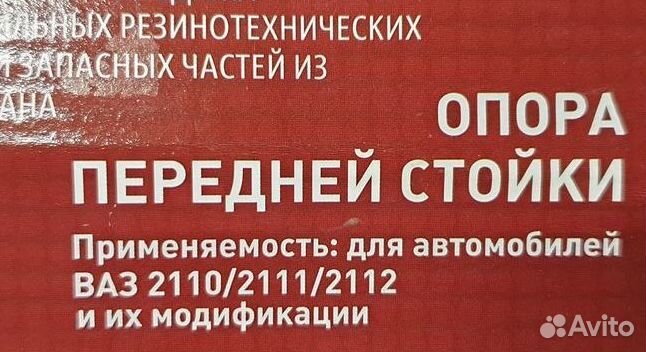 РЕЗИНОТЕХНИЧЕСКИХ
И ЗАПАСНЫХ ЧАСТЕЙ ИЗ
ОПОРА
ПЕРЕДНЕЙ СТОЙКИ
Применяемость: для автомобилей
ВАЗ 2110/2111/2112
и их модификации
Avito